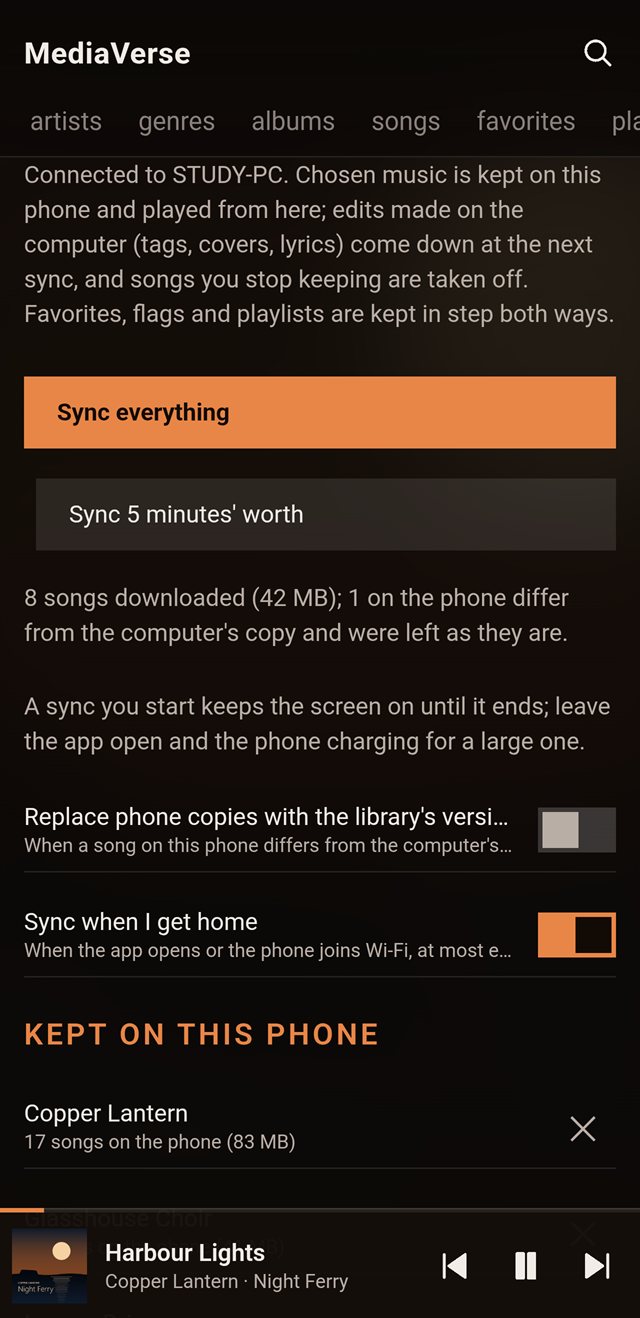 MediaVerse
artists genres albums songs favorites pla
Connected to STUDY-PC. Chosen music is kept on this
phone and played from here; edits made on the
computer (tags, covers, lyrics) come down at the next
sync, and songs you stop keeping are taken off.
Favorites, flags and playlists are kept in step both ways.
Sync everything
Sync 5 minutes' worth
8 songs downloaded (42 MB); 1 on the phone differ
from the computer's copy and were left as they are.
A sync you start keeps the screen on until it ends; leave
the app open and the phone charging for a large one.
Replace phone copies with the library's versi...
When a song on this phone differs from the computer's...
Sync when I get home
When the app opens or the phone joins Wi-Fi, at most e...
KEPT ON THIS PHONE
Copper Lantern
17 songs on the phone (83 MB)
Glasshouse Choir
Night Ferry
Harbour Lights
Copper Lantern · Night Ferry